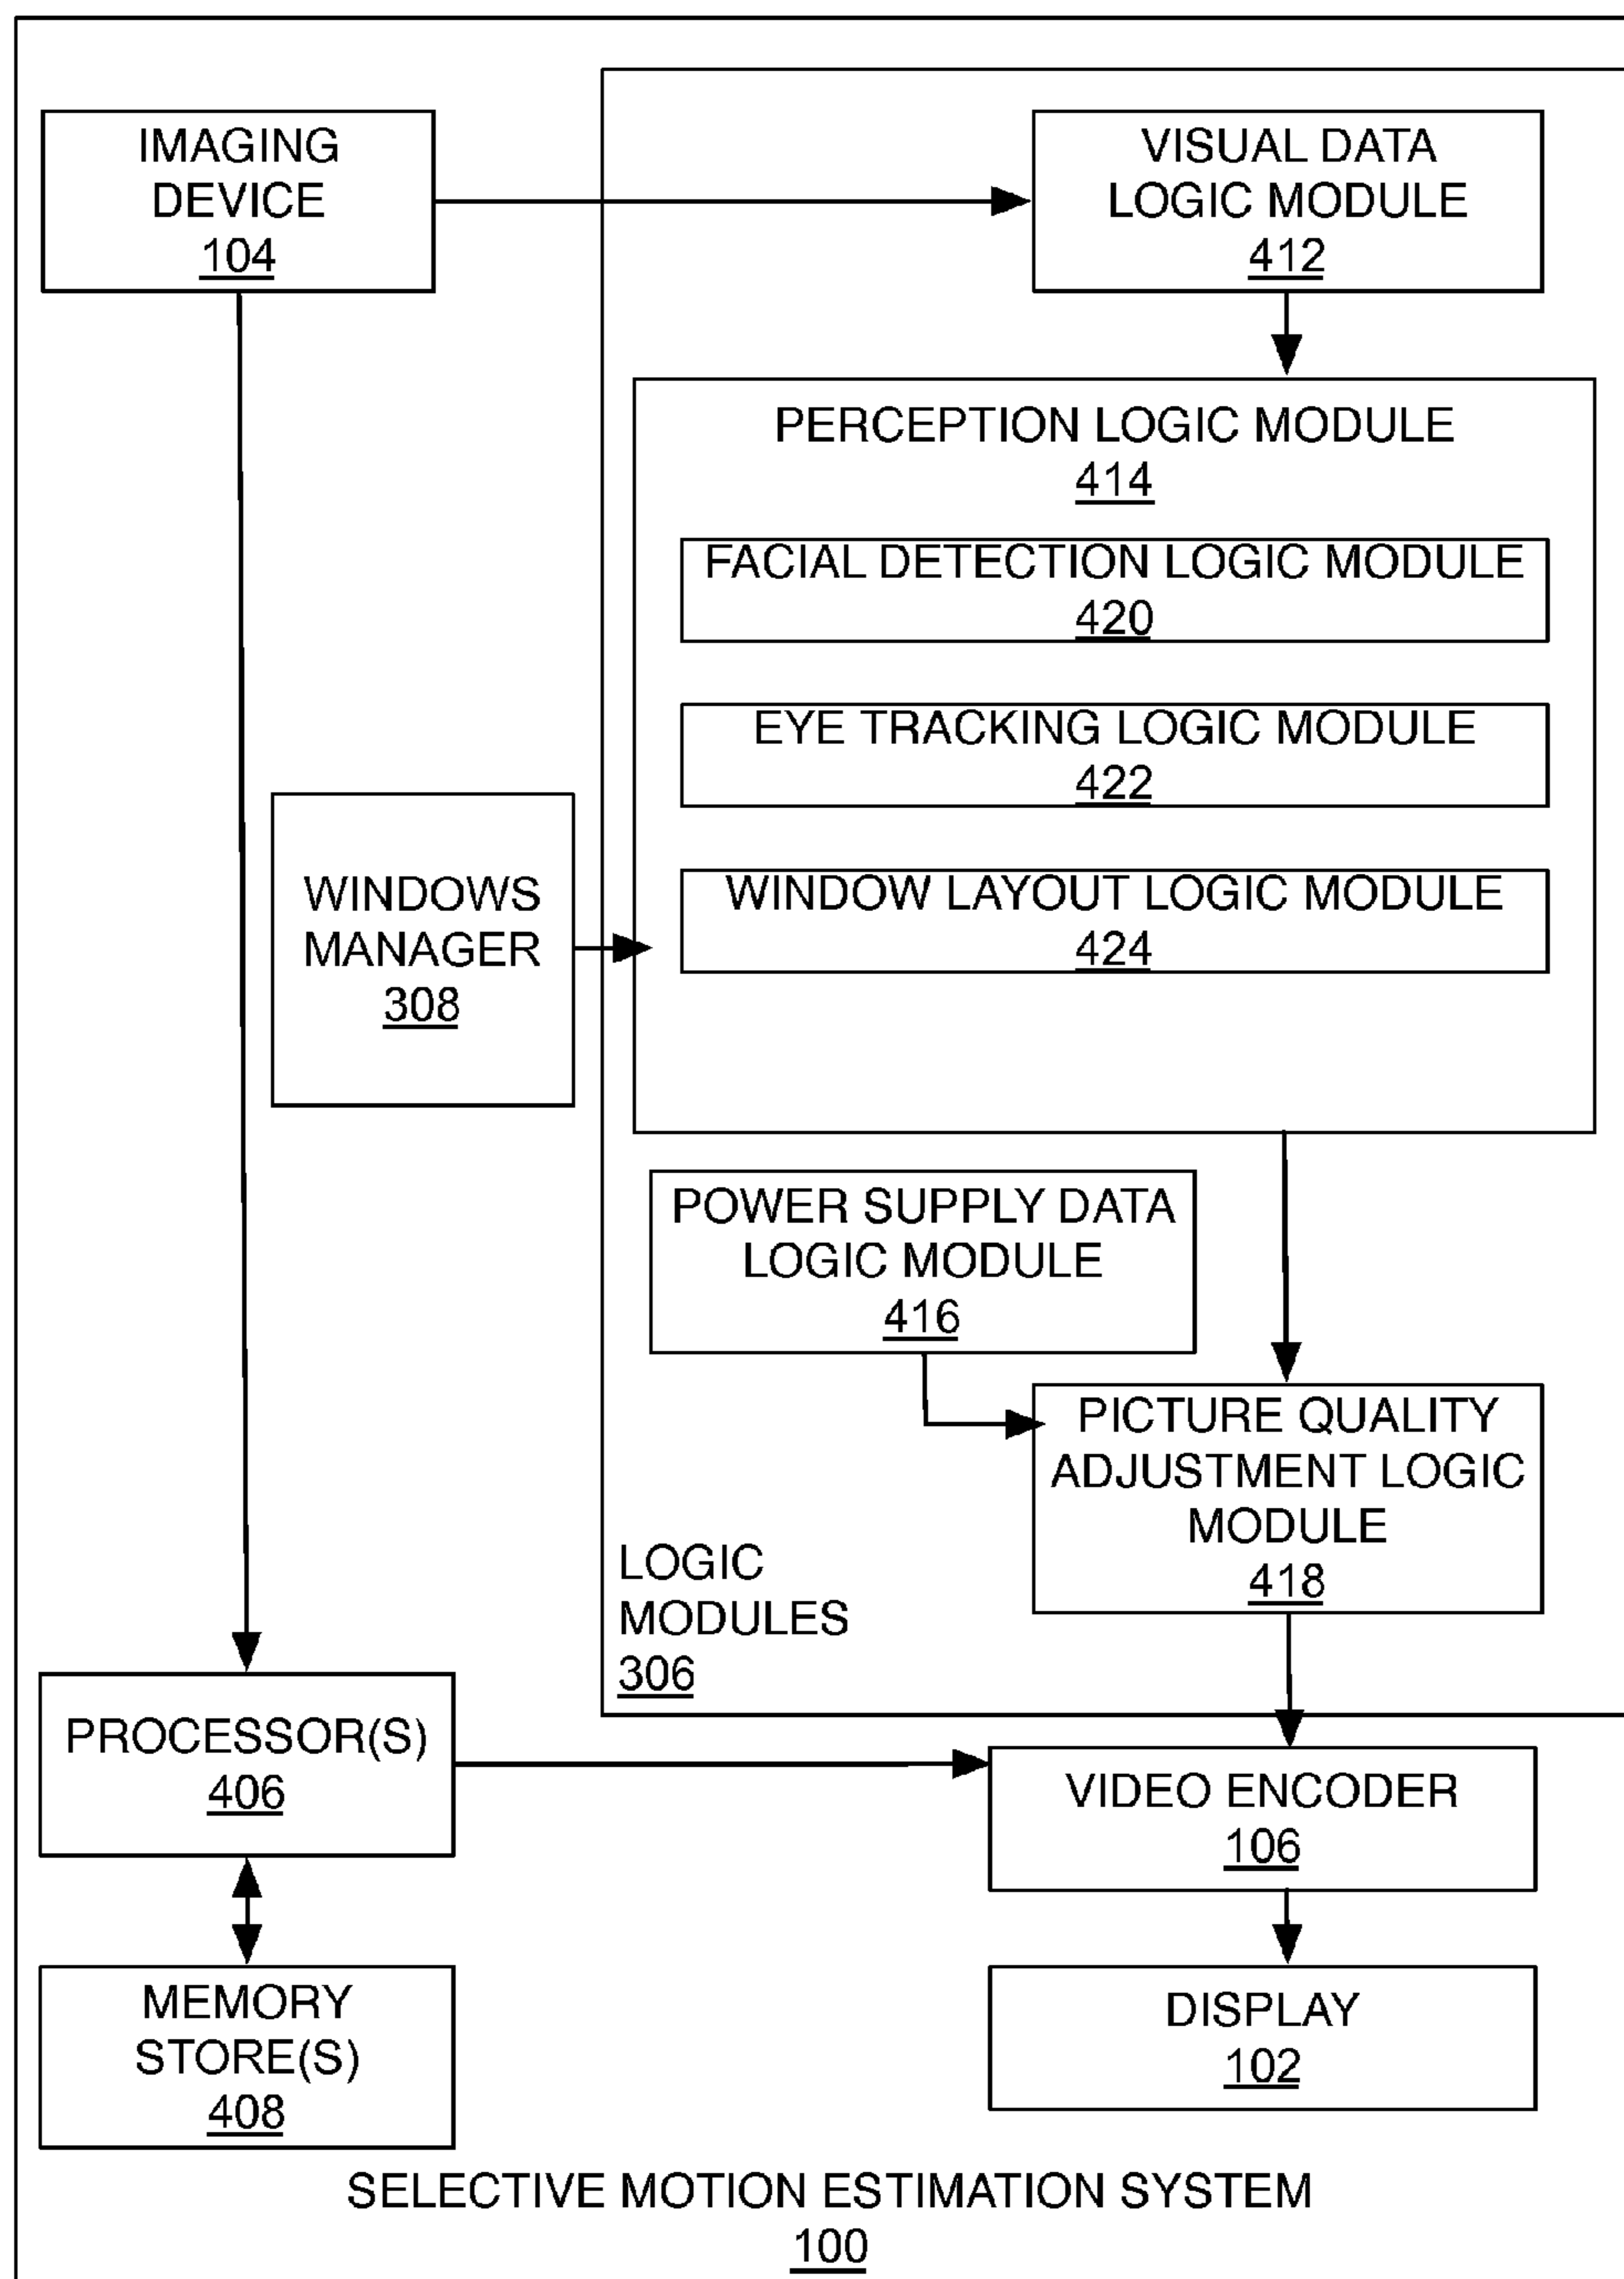 IMAGING
DEVICE
104
VISUAL DATA
LOGIC MODULE
412
PERCEPTION LOGIC MODULE
414
FACIAL DETECTION LOGIC MODULE
420
EYE TRACKING LOGIC MODULE
422
WINDOW LAYOUT LOGIC MODULE
424
WINDOWS
MANAGER
308
POWER SUPPLY DATA
LOGIC MODULE
416
PICTURE QUALITY
ADJUSTMENT LOGIC
MODULE
418
LOGIC
MODULES
306
PROCESSOR(S)
406
VIDEO ENCODER
106
MEMORY
STORE(S)
408
DISPLAY
102
SELECTIVE MOTION ESTIMATION SYSTEM
100